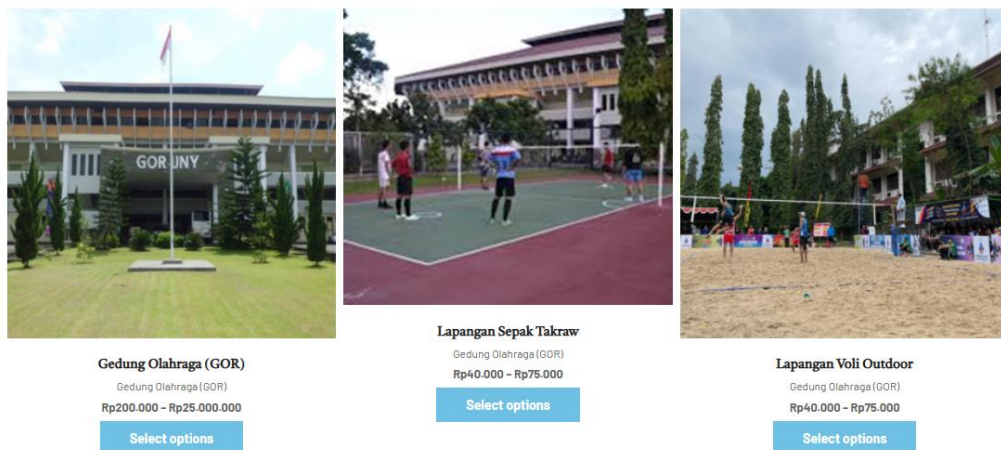 GOR UNY
Gedung Olahraga (GOR)
Gedung Olahraga (GOR)
Rp200.000 – Rp25.000.000
Select options
Lapangan Sepak Takraw
Gedung Olahraga (GOR)
Rp40.000 – Rp75.000
Select options
Lapangan Voli Outdoor
Gedung Olahraga (GOR)
Rp40.000 – Rp75.000
Select options